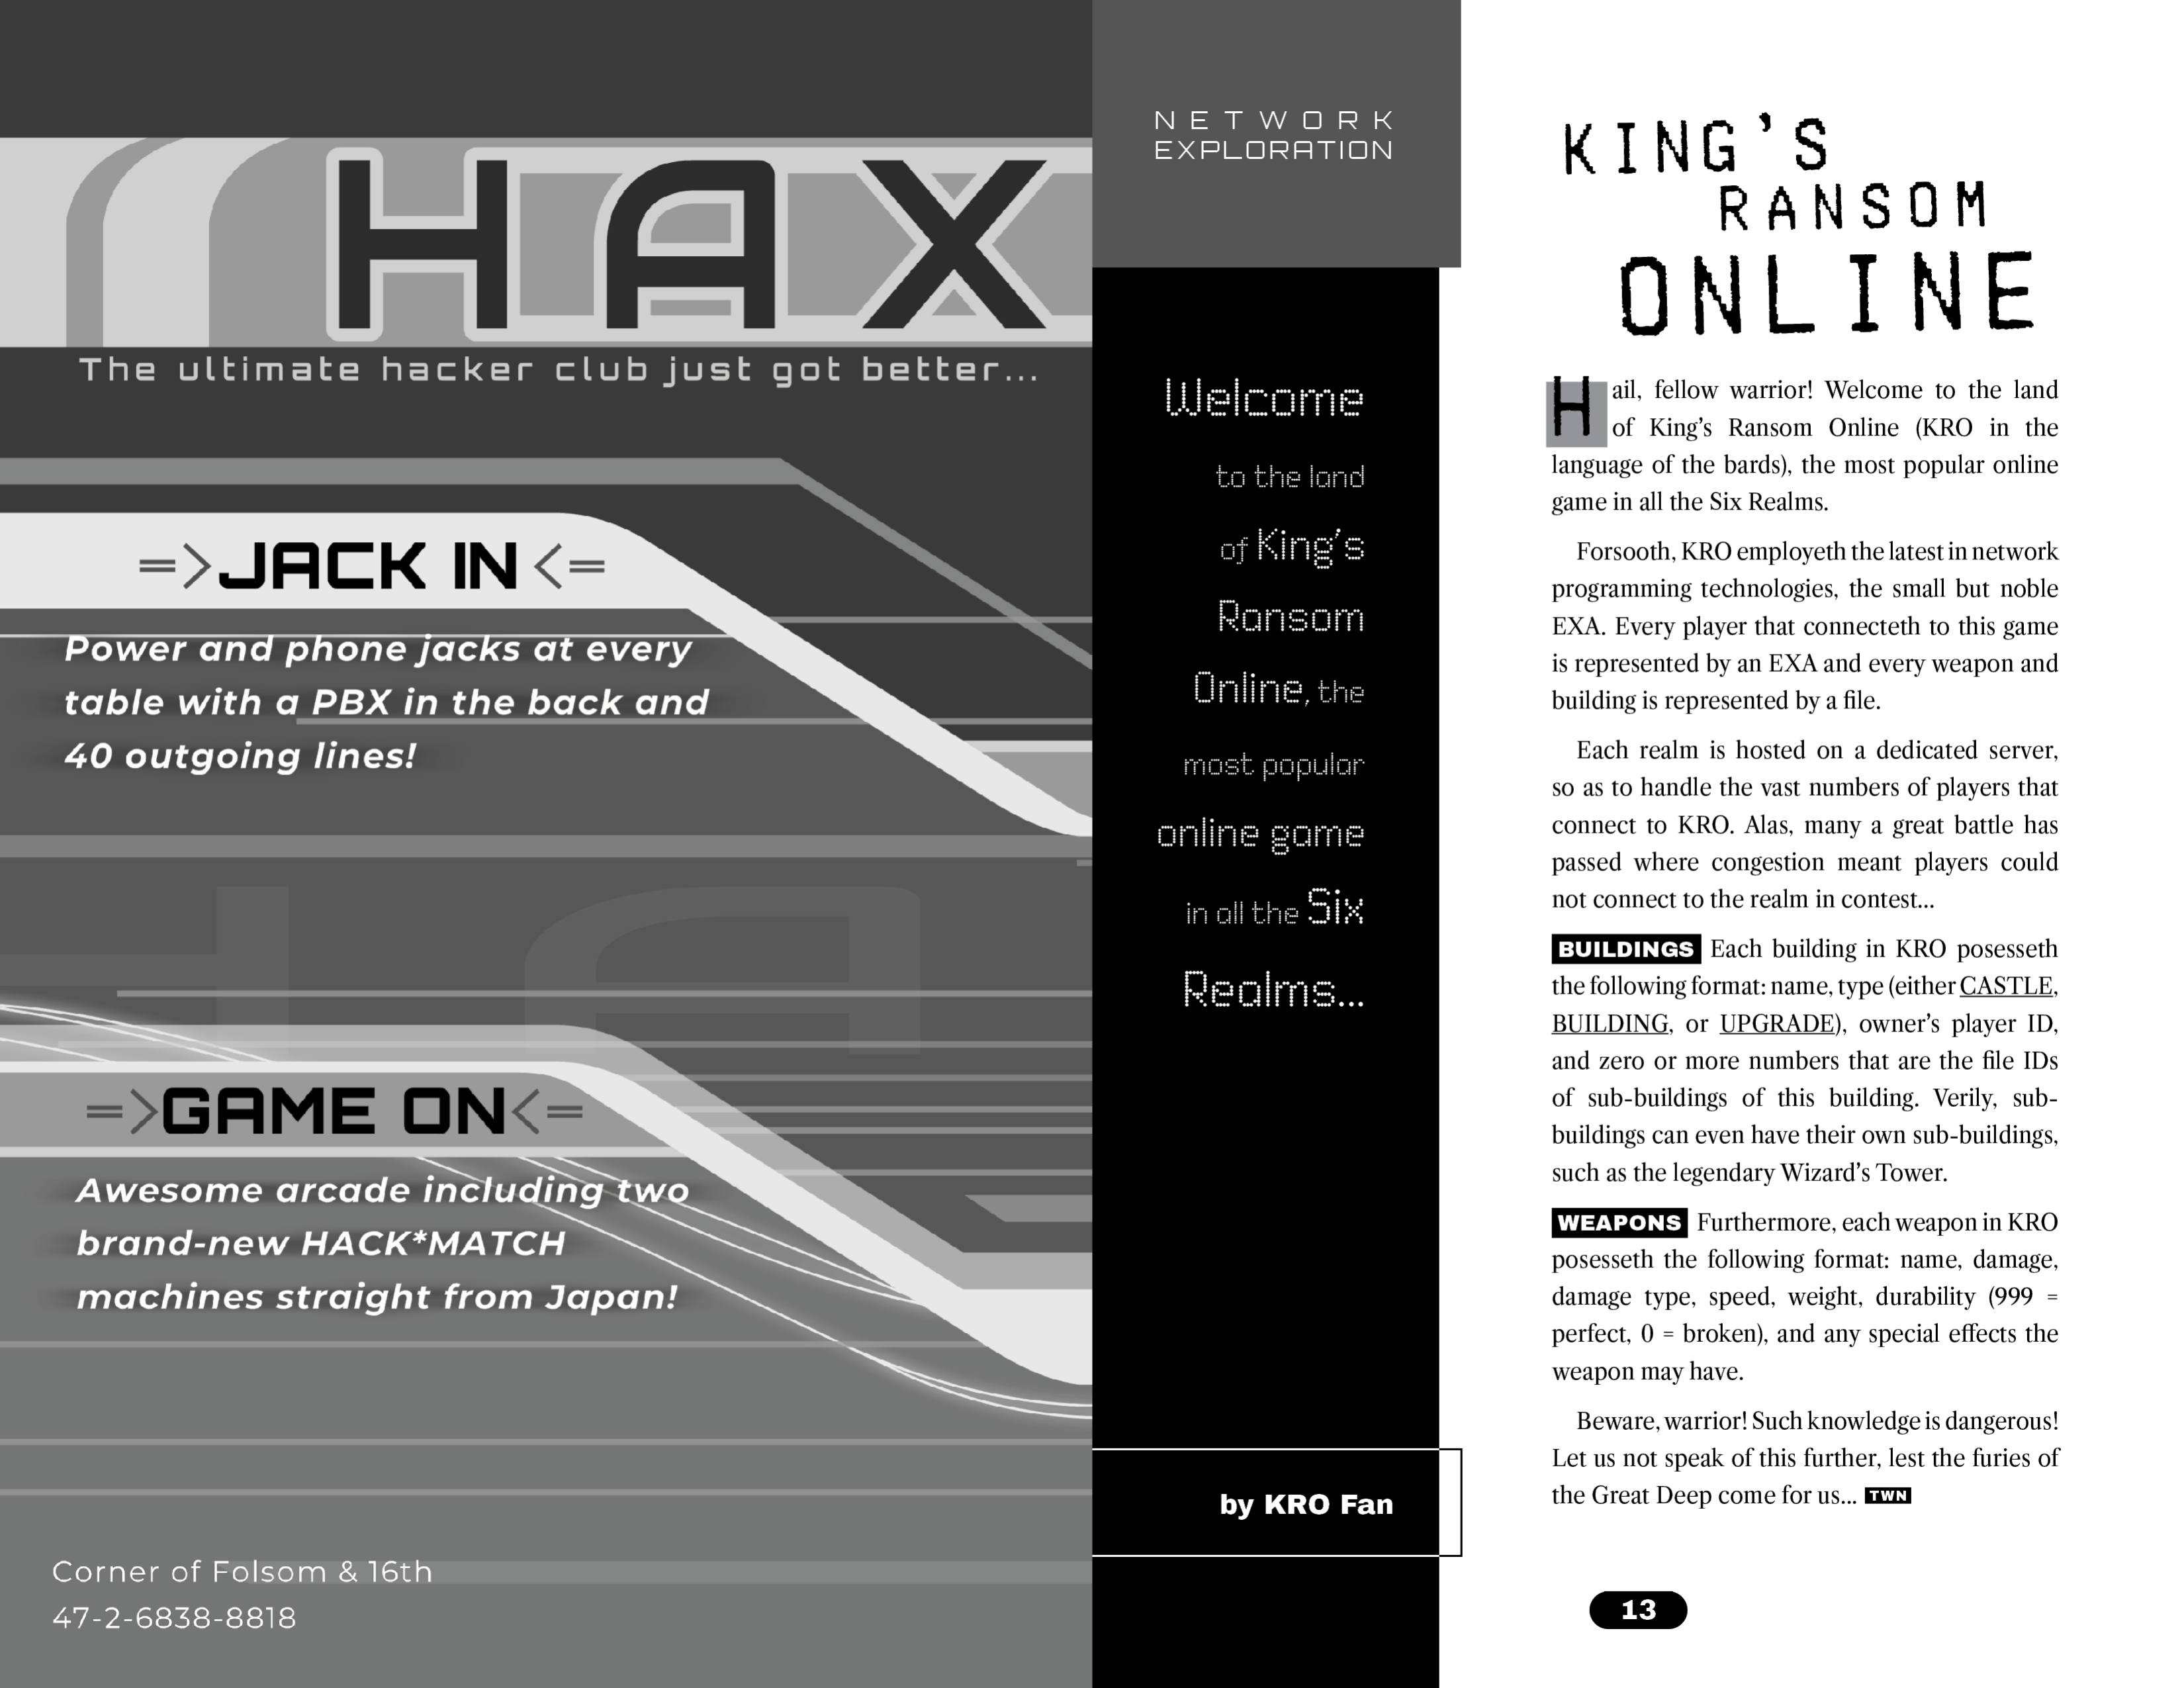 HAX
The ultimate hacker club just got better...
=>JACK IN<=
Power and phone jacks at every
table with a PBX in the back and
40 outgoing lines!
=>GAME ON<=
Awesome arcade including two
brand-new HACK*MATCH
machines straight from Japan!
Corner of Folsom & 16th
47-2-6838-8818
NETWORK
EXPLORATION
Welcome
to the land
of King's
Ransom
Online, the
most popular
online game
in all the Six
Realms...
by KRO Fan
KING'S
RANSOM
ONLINE
Hail, fellow warrior! Welcome to the land
of King's Ransom Online (KRO in the
language of the bards), the most popular online
game in all the Six Realms.
Forsooth, KRO employeth the latest in network
programming technologies, the small but noble
EXA. Every player that connecteth to this game
is represented by an EXA and every weapon and
building is represented by a file.
Each realm is hosted on a dedicated server,
so as to handle the vast numbers of players that
connect to KRO. Alas, many a great battle has
passed where congestion meant players could
not connect to the realm in contest...
BUILDINGS Each building in KRO posesseth
the following format: name, type (either CASTLE,
BUILDING, or UPGRADE), owner's player ID,
and zero or more numbers that are the file IDs
of sub-buildings of this building. Verily, sub-
buildings can even have their own sub-buildings,
such as the legendary Wizard's Tower.
WEAPONS Furthermore, each weapon in KRO
posesseth the following format: name, damage,
damage type, speed, weight, durability (999 =
perfect, 0 = broken), and any special effects the
weapon may have.
Beware, warrior! Such knowledge is dangerous!
Let us not speak of this further, lest the furies of
the Great Deep come for us... TWN
13